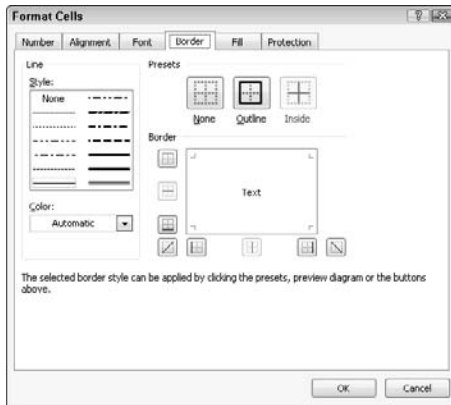 Format Cells
Number Alignment Font Border Fill Protection
Line
Style:
None
Color:
Automatic
Presets
None Outline Inside
Border
Text
The selected border style can be applied by clicking the presets, preview diagram or the buttons
above.
OK Cancel